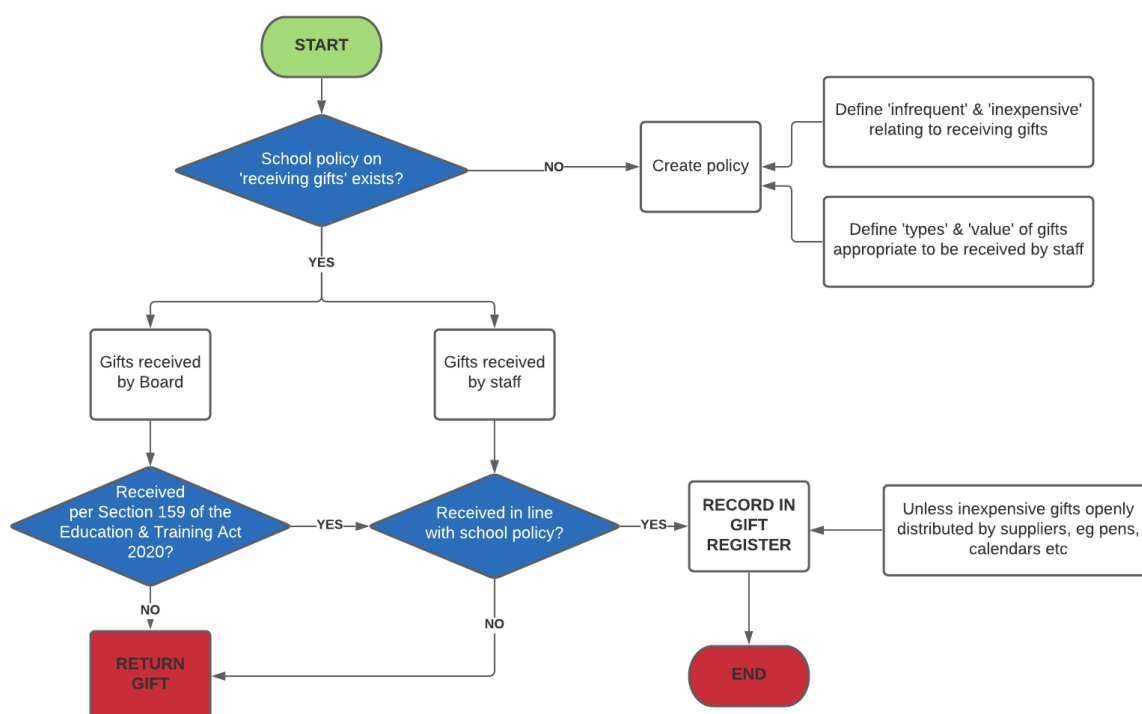 START
School policy on
'receiving gifts' exists?
NO
Create policy
Define 'infrequent' & 'inexpensive'
relating to receiving gifts
Define 'types' & 'value' of gifts
appropriate to be received by staff
YES
Gifts received
by Board
Gifts received
by staff
Received
per Section 159 of the
Education & Training Act
2020?
YES
Received in line
with school policy?
YES
RECORD IN
GIFT
REGISTER
Unless inexpensive gifts openly
distributed by suppliers, eg pens,
calendars etc
NO
NO
RETURN
GIFT
END